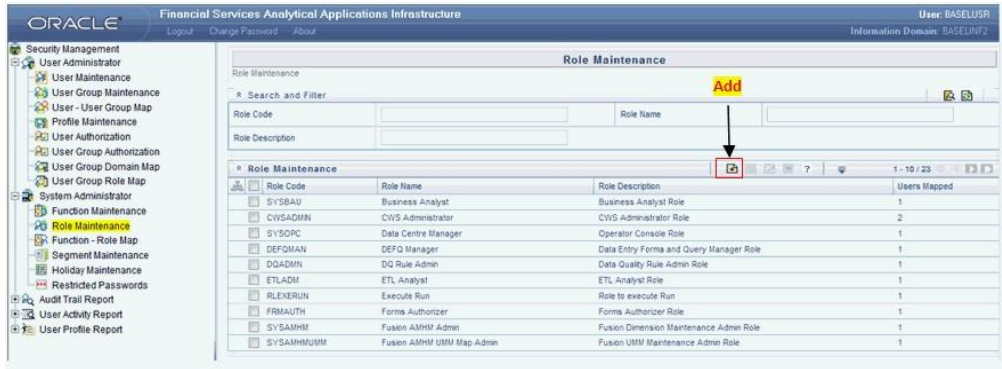 ORACLE
Financial Services Analytical Applications Infrastructure
User: BASELUSR
Logout Change Password About
Information Domain: BASELINF2
Security Management
User Administrator
User Maintenance
User Group Maintenance
User - User Group Map
Profile Maintenance
User Authorization
User Group Authorization
User Group Domain Map
User Group Role Map
System Administrator
Function Maintenance
Role Maintenance
Function - Role Map
Segment Maintenance
Holiday Maintenance
Restricted Passwords
Audit Trail Report
User Activity Report
User Profile Report
Role Maintenance
Role Maintenance
Add
Search and Filter
Role Code Role Name
Role Description
Role Maintenance ? 1 - 10 / 23
Role Code Role Name Role Description Users Mapped
SYSBAU Business Analyst Business Analyst Role 1
CWSADMIN CWS Administrator CWS Administrator Role 2
SYSOPC Data Centre Manager Operator Console Role 1
DEFQMAN DEFQ Manager Data Entry Forms and Query Manager Role 1
DQADMN DQ Rule Admin Data Quality Rule Admin Role 1
ETLADM ETL Analyst ETL Analyst Role 1
RLEXERUN Execute Run Role to execute Run 1
FRMAUTH Forms Authorizer Forms Authorizer Role 1
SYSAMHM Fusion AMHM Admin Fusion Dimension Maintenance Admin Role 1
SYSAMHMUMM Fusion AMHM UMM Map Admin Fusion UMM Maintenance Admin Role 1